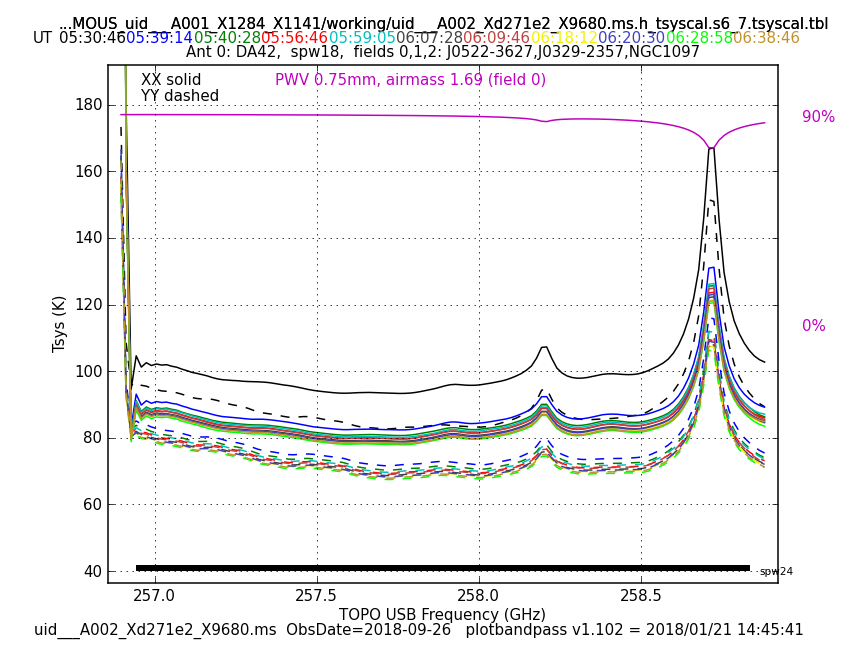 ...MOUS_uid___A001_X1284_X1141/working/uid___A002_Xd271e2_X9680.ms.h_tsyscal.s6_7.tsyscal.tbl
UT 05:30:46 05:39:14 05:40:28 05:56:46 05:59:05 06:07:28 06:09:46 06:18:12 06:20:30 06:28:58 06:38:46
Ant 0: DA42, spw18, fields 0,1,2: J0522-3627,J0329-2357,NGC1097
XX solid
PWV 0.75mm, airmass 1.69 (field 0)
YY dashed
180
160
140
120
100
80
60
40
Tsys (K)
90%
0%
spw24
257.0 257.5 258.0 258.5
TOPO USB Frequency (GHz)
uid___A002_Xd271e2_X9680.ms ObsDate=2018-09-26 plotbandpass v1.102 = 2018/01/21 14:45:41